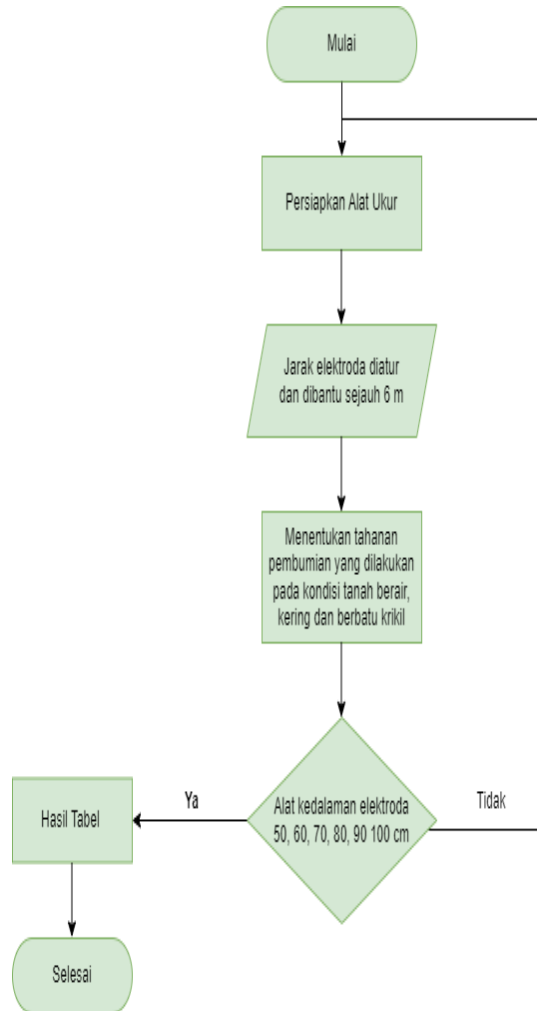 Mulai
Persiapkan Alat Ukur
Jarak elektroda diatur
dan dibantu sejauh 6 m
Menentukan tahanan
pembumian yang dilakukan
pada kondisi tanah berair,
kering dan berbatu krikil
Alat kedalaman elektroda
50, 60, 70, 80, 90 100 cm
Ya
Tidak
Hasil Tabel
Selesai